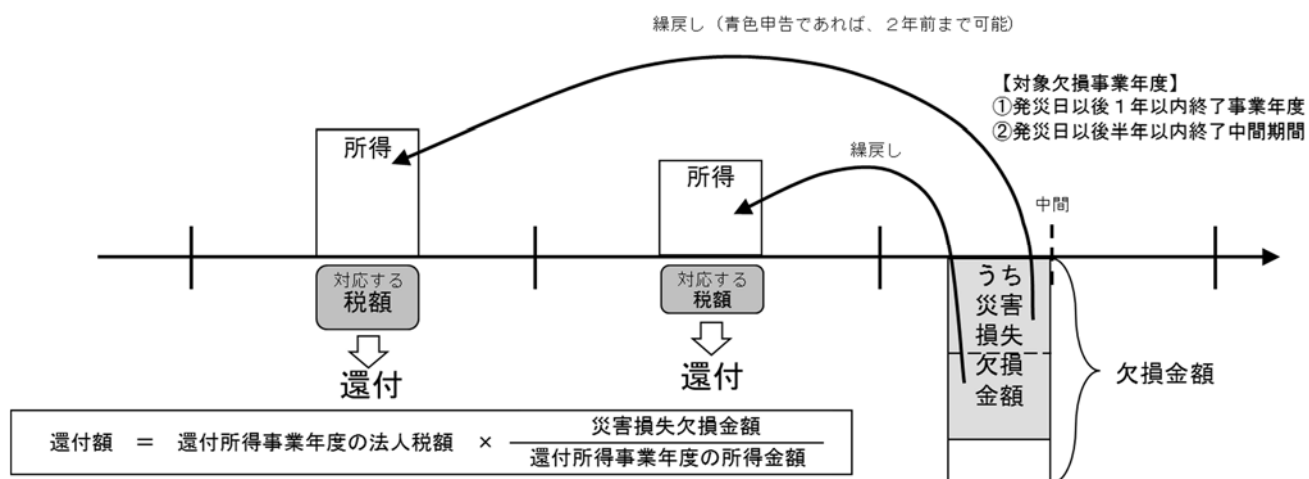 繰戻し（青色申告であれば、２年前まで可能）
【対象欠損事業年度】
①発災日以後１年以内終了事業年度
②発災日以後半年以内終了中間期間
所得
繰戻し
所得
中間
対応する
税額
対応する
税額
うち
災害
損失
欠損
金額
欠損金額
還付
還付
還付額 ＝ 還付所得事業年度の法人税額 × 
災害損失欠損金額
還付所得事業年度の所得金額